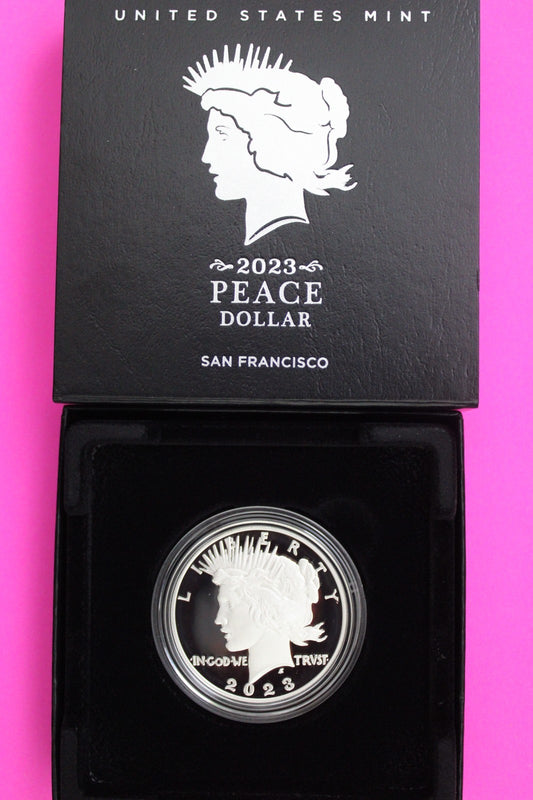 UNITED STATES MINT
2023
PEACE
DOLLAR
SAN FRANCISCO
LIBERTY
IN·GOD·WE TRVST·
2023